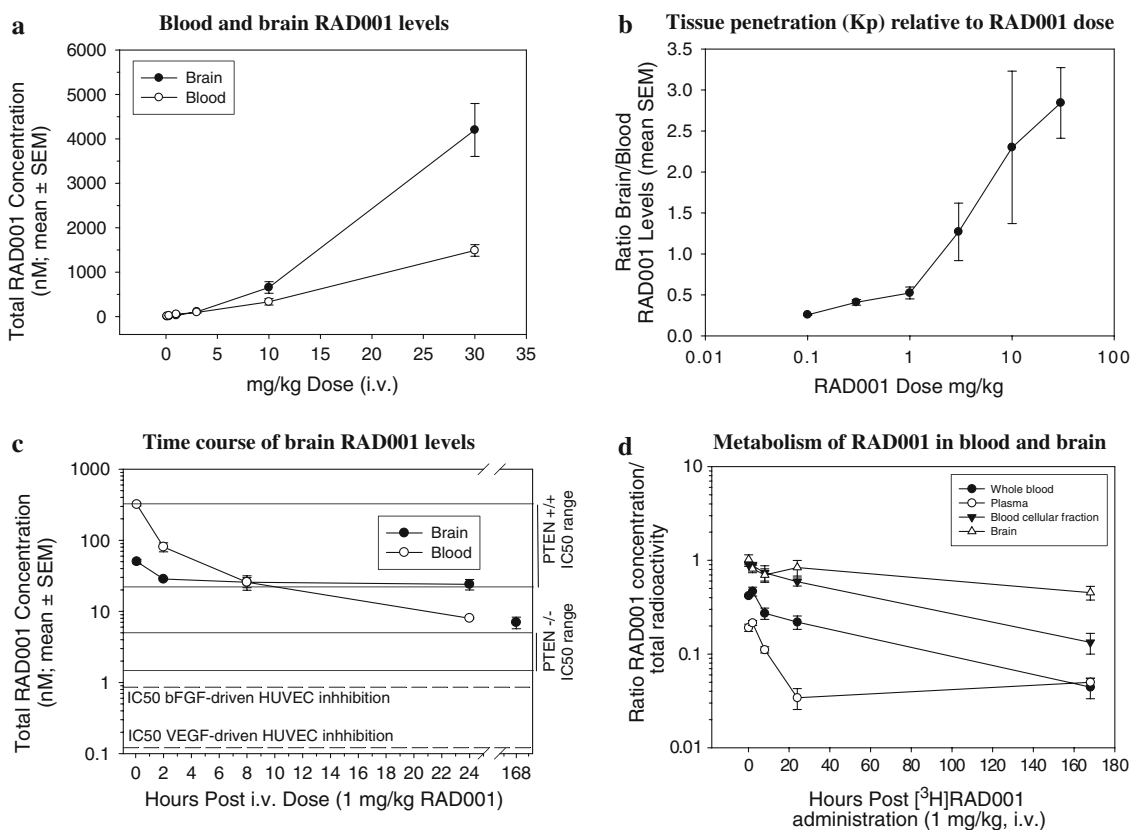 a
Blood and brain RAD001 levels
6000
5000
4000
3000
2000
1000
0
Total RAD001 Concentration
(nM; mean ± SEM)
Brain
Blood
0 5 10 15 20 25 30 35
mg/kg Dose (i.v.)
b
Tissue penetration (Kp) relative to RAD001 dose
3.5
3.0
2.5
2.0
1.5
1.0
0.5
0.0
Ratio Brain/Blood
RAD001 Levels (mean SEM)
0.01 0.1 1 10 100
RAD001 Dose mg/kg
c
Time course of brain RAD001 levels
1000
100
10
1
0.1
Total RAD001 Concentration
(nM; mean ± SEM)
Brain
Blood
PTEN +/+
IC50 range
PTEN -/-
IC50 range
IC50 bFGF-driven HUVEC inhhibition
IC50 VEGF-driven HUVEC inhhibition
0 2 4 6 8 10 12 14 16 18 20 22 24 168
Hours Post i.v. Dose (1 mg/kg RAD001)
d
Metabolism of RAD001 in blood and brain
10
1
0.1
0.01
Ratio RAD001 concentration/
total radioactivity
Whole blood
Plasma
Blood cellular fraction
Brain
0 20 40 60 80 100 120 140 160 180
Hours Post [³H]RAD001
administration (1 mg/kg, i.v.)